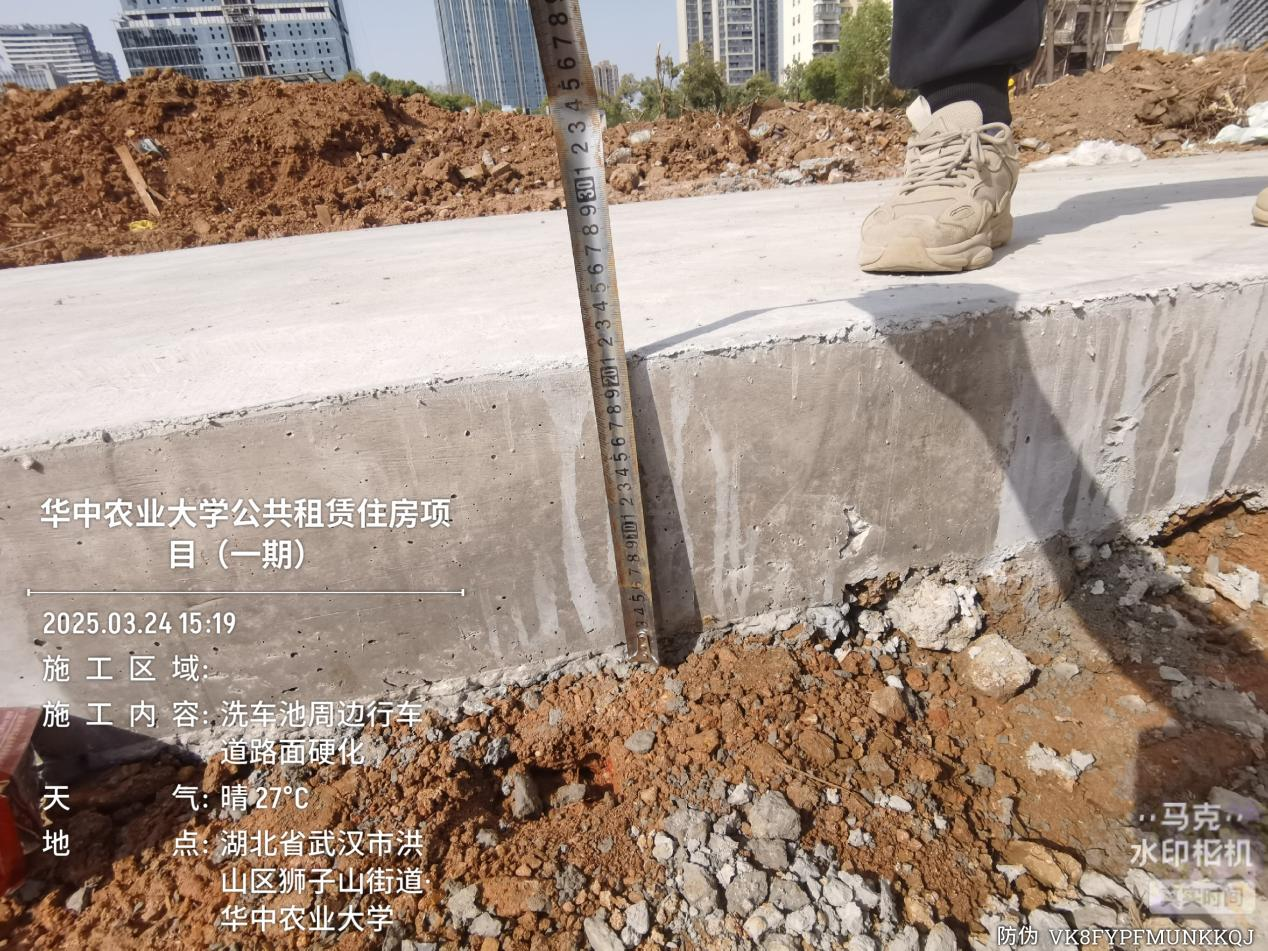 华中农业大学公共租赁住房项
目（一期）
2025.03.24 15:19
施工区域:
施工内容: 洗车池周边行车
道路面硬化
天气: 晴 27°C
地点: 湖北省武汉市洪
山区狮子山街道·
华中农业大学
马克
水印相机
真实时间
防伪 VK8FYPFMUNKKQJ